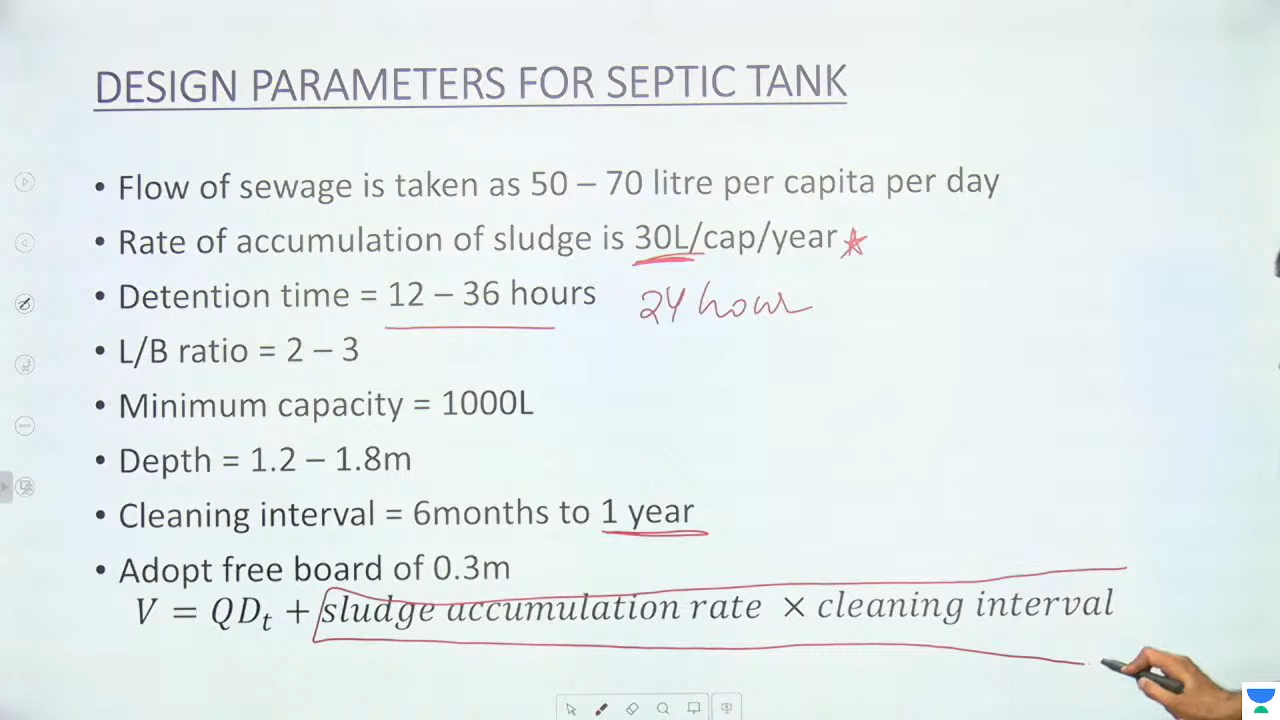 DESIGN PARAMETERS FOR SEPTIC TANK
• Flow of sewage is taken as 50 – 70 litre per capita per day
• Rate of accumulation of sludge is 30L/cap/year
• Detention time = 12 – 36 hours 24 hour
• L/B ratio = 2 – 3
• Minimum capacity = 1000L
• Depth = 1.2 – 1.8m
• Cleaning interval = 6months to 1 year
• Adopt free board of 0.3m
V = QDₜ + sludge accumulation rate × cleaning interval